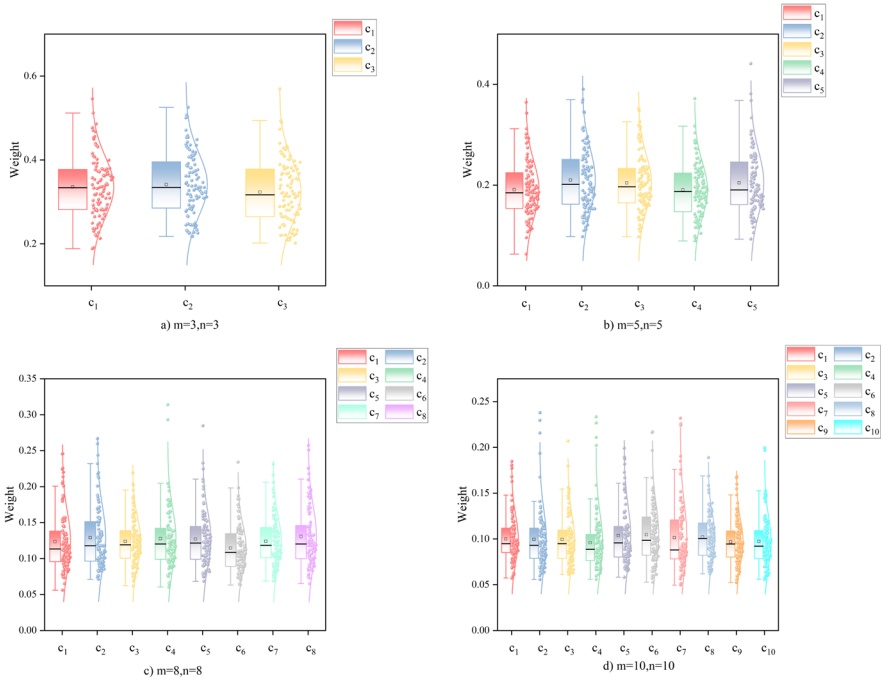 c₁
c₂
c₃
Weight
0.6
0.4
0.2
c₁ c₂ c₃
a) m=3,n=3
c₁
c₂
c₃
c₄
c₅
Weight
0.4
0.2
0.0
c₁ c₂ c₃ c₄ c₅
b) m=5,n=5
c₁ c₂
c₃ c₄
c₅ c₆
c₇ c₈
Weight
0.35
0.30
0.25
0.20
0.15
0.10
0.05
0.00
c₁ c₂ c₃ c₄ c₅ c₆ c₇ c₈
c) m=8,n=8
c₁ c₂
c₃ c₄
c₅ c₆
c₇ c₈
c₉ c₁₀
Weight
0.25
0.20
0.15
0.10
0.05
0.00
c₁ c₂ c₃ c₄ c₅ c₆ c₇ c₈ c₉ c₁₀
d) m=10,n=10